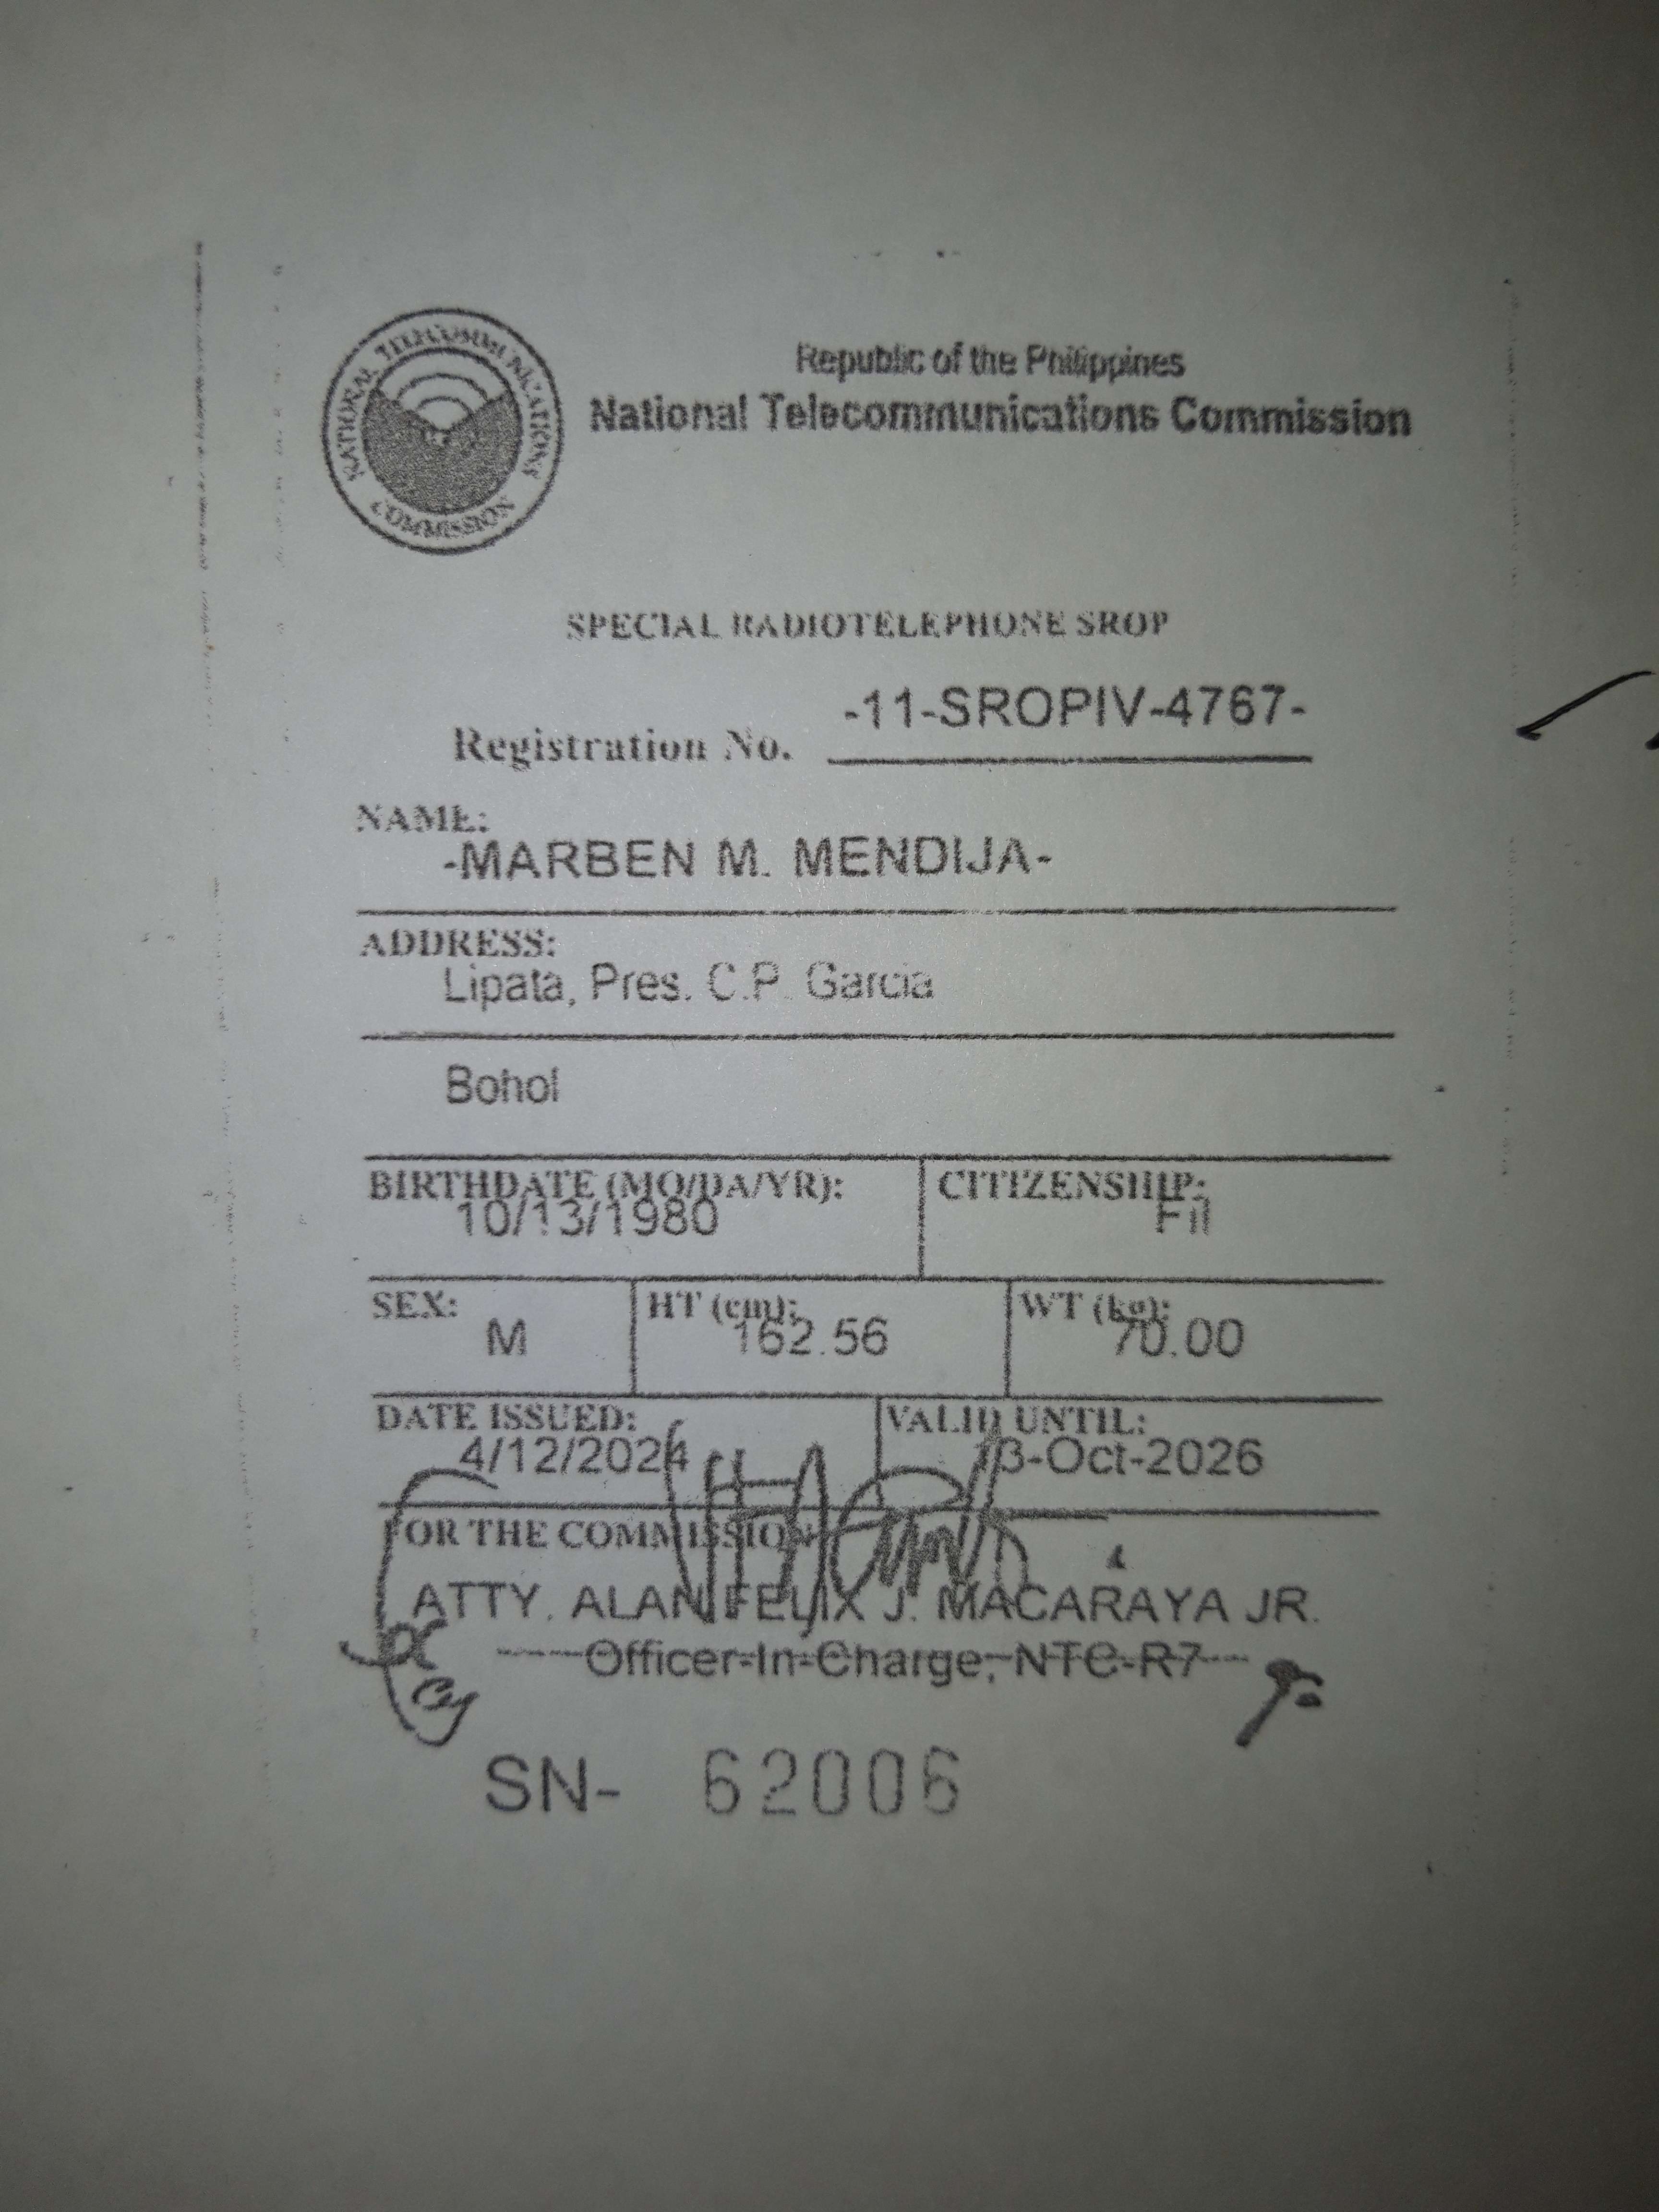 NATIONAL TELECOMMUNICATIONS COMMISSION
Republic of the Philippines
National Telecommunications Commission
SPECIAL RADIOTELEPHONE SROP
Registration No. -11-SROPIV-4767-
NAME:
-MARBEN M. MENDIJA-
ADDRESS:
Lipata, Pres. C.P. Garcia
Bohol
BIRTHDATE (MO/DA/YR): CITIZENSHIP:
10/13/1980 Fil
SEX: HT (cm): WT (kg):
M 162.56 70.00
DATE ISSUED: VALID UNTIL:
4/12/2024 13-Oct-2026
FOR THE COMMISSION
ATTY. ALAN FELIX J. MACARAYA JR.
Officer-In-Charge, NTC-R7
SN- 62006